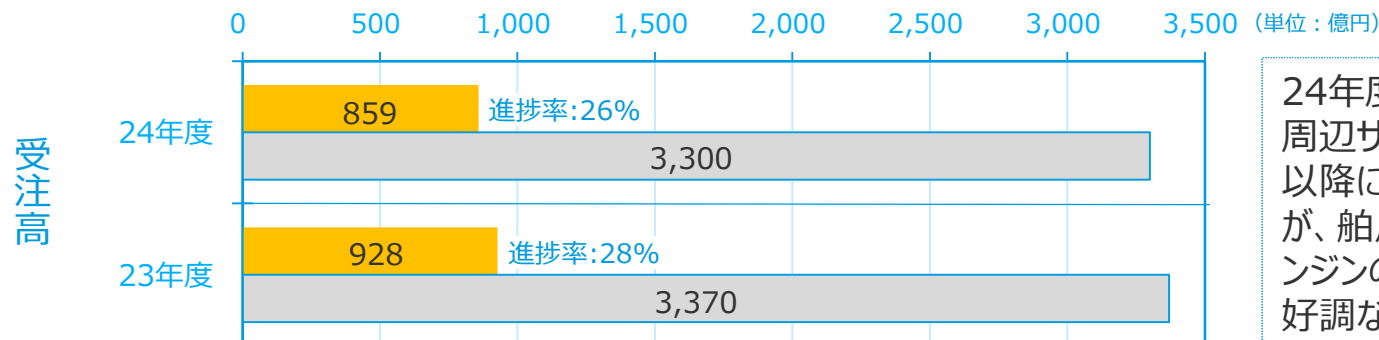 0 500 1,000 1,500 2,000 2,500 3,000 3,500 (単位：億円)
受注高
24年度
859 進捗率:26%
3,300
23年度
928 進捗率:28%
3,370
24年度
周辺サ
以降に
が、舶
ンジンの
好調な